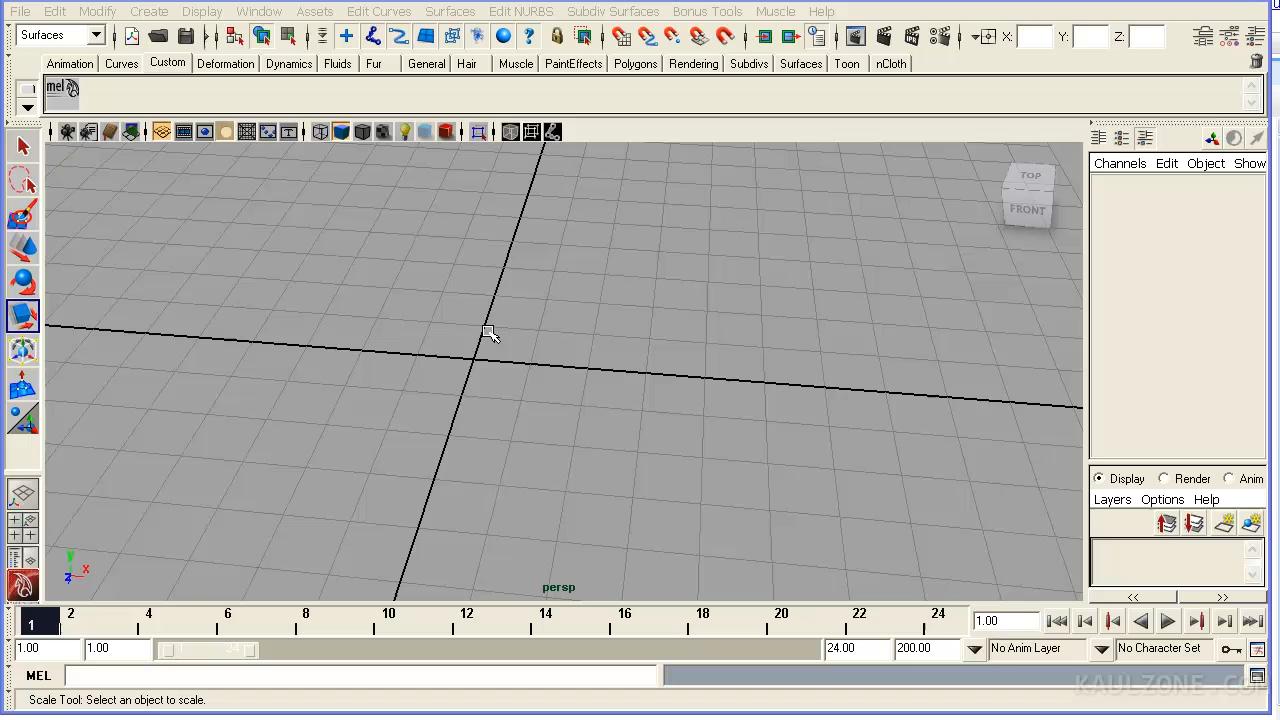 File Edit Modify Create Display Window Assets Edit Curves Surfaces Edit NURBS Subdiv Surfaces Bonus Tools Muscle Help
Surfaces X: Y: Z:
Animation Curves Custom Deformation Dynamics Fluids Fur General Hair Muscle PaintEffects Polygons Rendering Subdivs Surfaces Toon nCloth
mel
Channels Edit Object Show
TOP
FRONT
Display Render Anim
Layers Options Help
y
x
z
persp
<< >>
1 2 4 6 8 10 12 14 16 18 20 22 24 1.00
1.00 1.00 1 24 24.00 200.00 No Anim Layer No Character Set
MEL
KAULZONE.CO
Scale Tool: Select an object to scale.